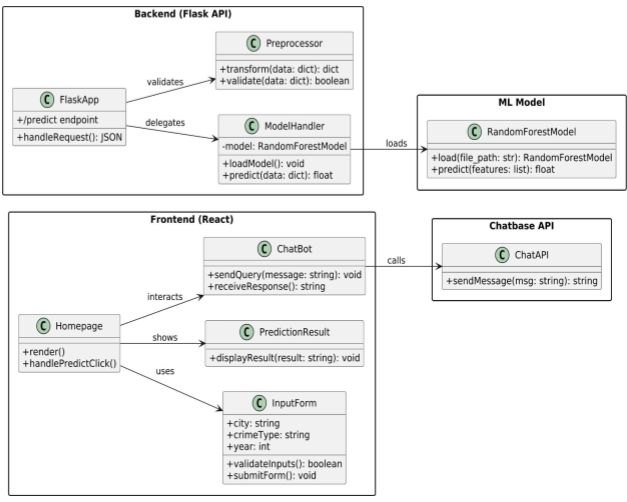 Backend (Flask API)
C Preprocessor
+transform(data: dict): dict
+validate(data: dict): boolean
validates
C FlaskApp
+/predict endpoint
+handleRequest(): JSON
delegates
C ModelHandler
-model: RandomForestModel
+loadModel(): void
+predict(data: dict): float
loads
ML Model
C RandomForestModel
+load(file_path: str): RandomForestModel
+predict(features: list): float
Frontend (React)
C ChatBot
+sendQuery(message: string): void
+receiveResponse(): string
calls
Chatbase API
C ChatAPI
+sendMessage(msg: string): string
interacts
C Homepage
+render()
+handlePredictClick()
shows
C PredictionResult
+displayResult(result: string): void
uses
C InputForm
+city: string
+crimeType: string
+year: int
+validateInputs(): boolean
+submitForm(): void